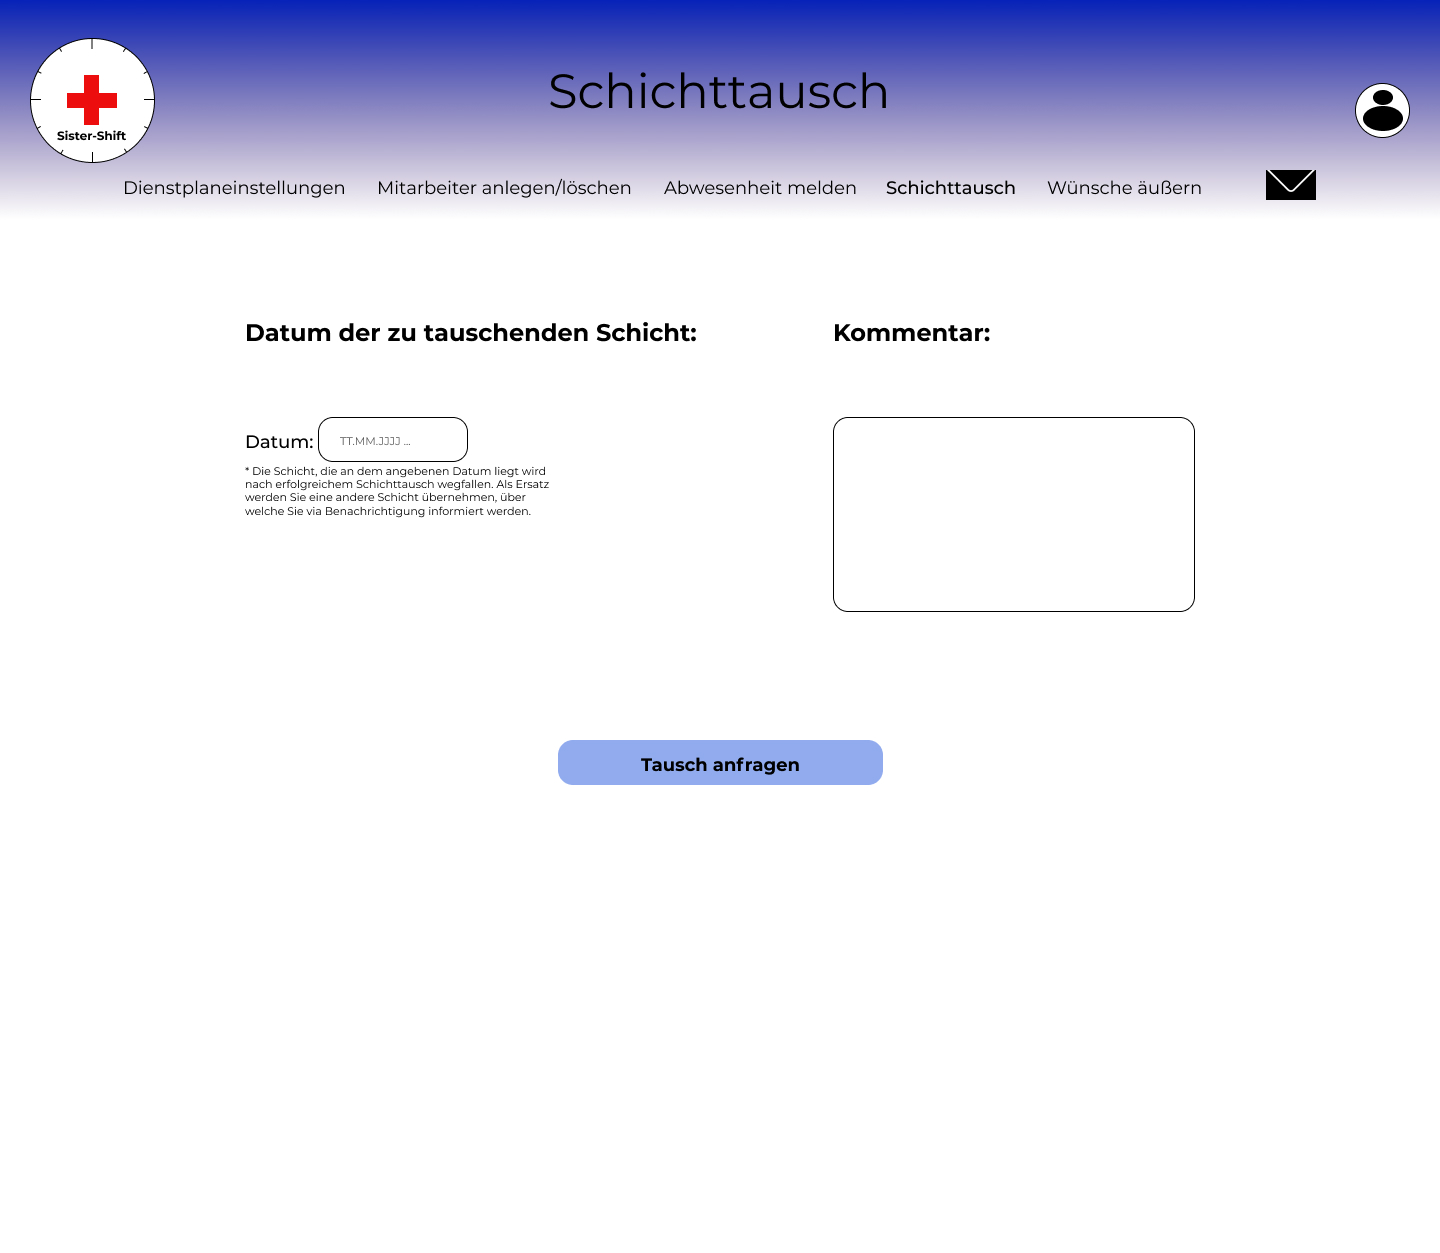 Schichttausch
Sister-Shift
Dienstplaneinstellungen Mitarbeiter anlegen/löschen Abwesenheit melden Schichttausch Wünsche äußern
Datum der zu tauschenden Schicht:
Kommentar:
Datum: TT.MM.JJJJ ...
* Die Schicht, die an dem angebenen Datum liegt wird
nach erfolgreichem Schichttausch wegfallen. Als Ersatz
werden Sie eine andere Schicht übernehmen, über
welche Sie via Benachrichtigung informiert werden.
Tausch anfragen